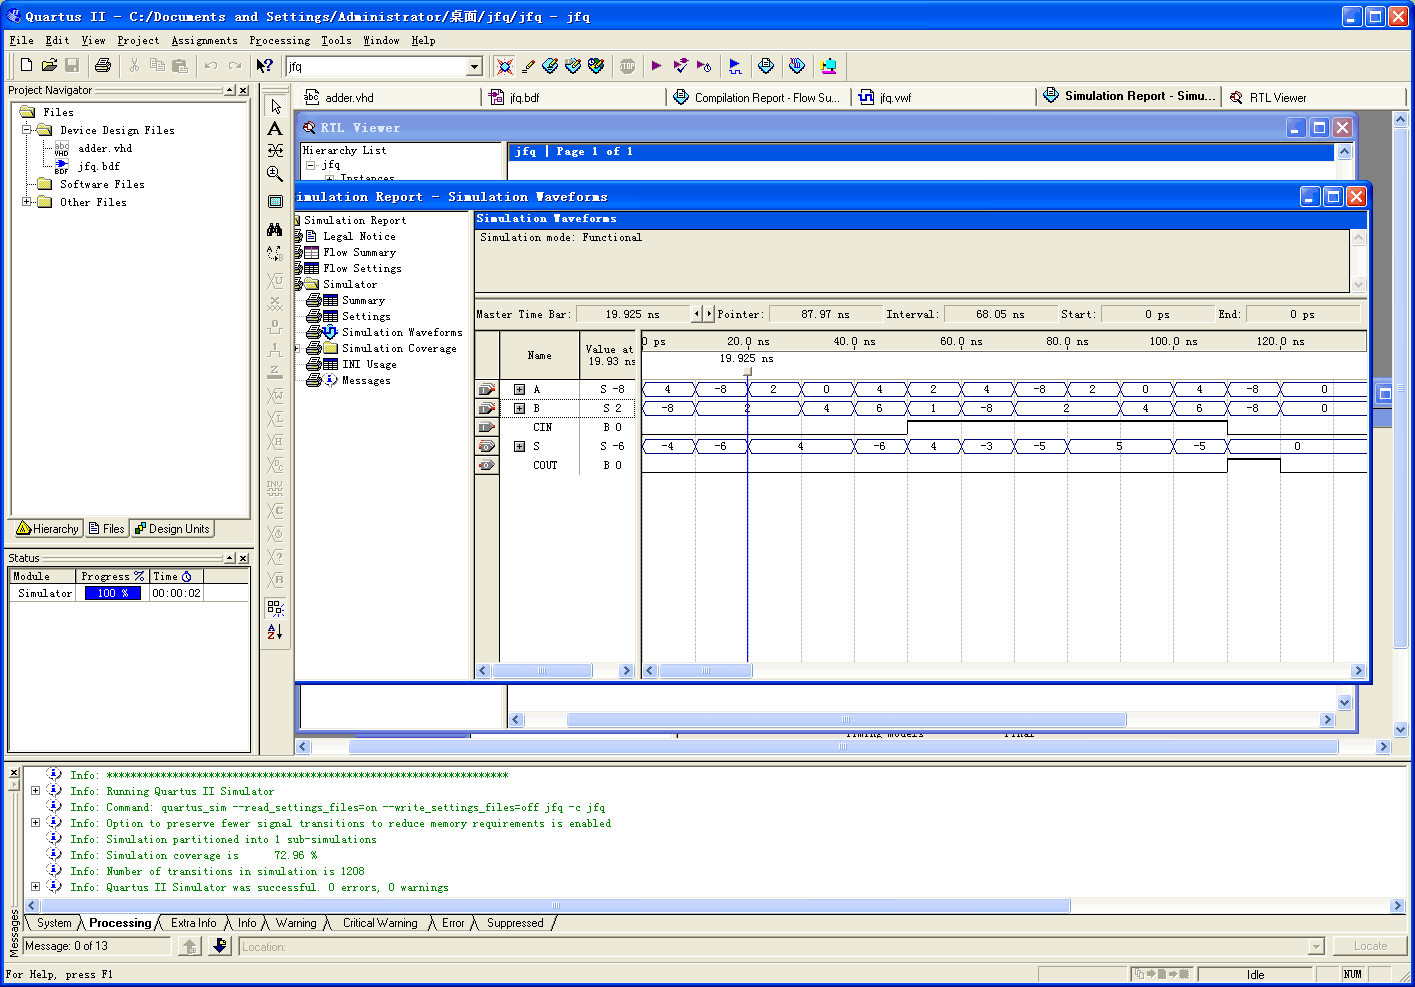 Quartus II - C:/Documents and Settings/Administrator/桌面/jfq/jfq - jfq
File Edit View Project Assignments Processing Tools Window Help
jfq
Project Navigator
Files
Device Design Files
adder.vhd
jfq.bdf
Software Files
Other Files
Hierarchy Files Design Units
Status
Module Progress % Time
Simulator 100 % 00:00:02
adder.vhd jfq.bdf Compilation Report - Flow Su... jfq.vwf Simulation Report - Simu... RTL Viewer
RTL Viewer
Hierarchy List
jfq
Instances
jfq | Page 1 of 1
imulation Report - Simulation Waveforms
Simulation Report
Legal Notice
Flow Summary
Flow Settings
Simulator
Summary
Settings
Simulation Waveforms
Simulation Coverage
INI Usage
Messages
Simulation Waveforms
Simulation mode: Functional
Master Time Bar: 19.925 ns Pointer: 87.97 ns Interval: 68.05 ns Start: 0 ps End: 0 ps
Name Value at 19.93 ns
0 ps 20.0 ns 40.0 ns 60.0 ns 80.0 ns 100.0 ns 120.0 ns
19.925 ns
A S -8 4 -8 2 0 4 2 4 -8 2 0 4 -8 0
B S 2 -8 2 4 6 1 -8 2 4 6 -8 0
CIN B 0
S S -6 -4 -6 4 -6 4 -3 -5 5 -5 0
COUT B 0
Timing Models Final
Info: *******************************************************************
Info: Running Quartus II Simulator
Info: Command: quartus_sim --read_settings_files=on --write_settings_files=off jfq -c jfq
Info: Option to preserve fewer signal transitions to reduce memory requirements is enabled
Info: Simulation partitioned into 1 sub-simulations
Info: Simulation coverage is 72.96 %
Info: Number of transitions in simulation is 1208
Info: Quartus II Simulator was successful. 0 errors, 0 warnings
System Processing Extra Info Info Warning Critical Warning Error Suppressed
Messages
Message: 0 of 13 Location: Locate
For Help, press F1 Idle NUM